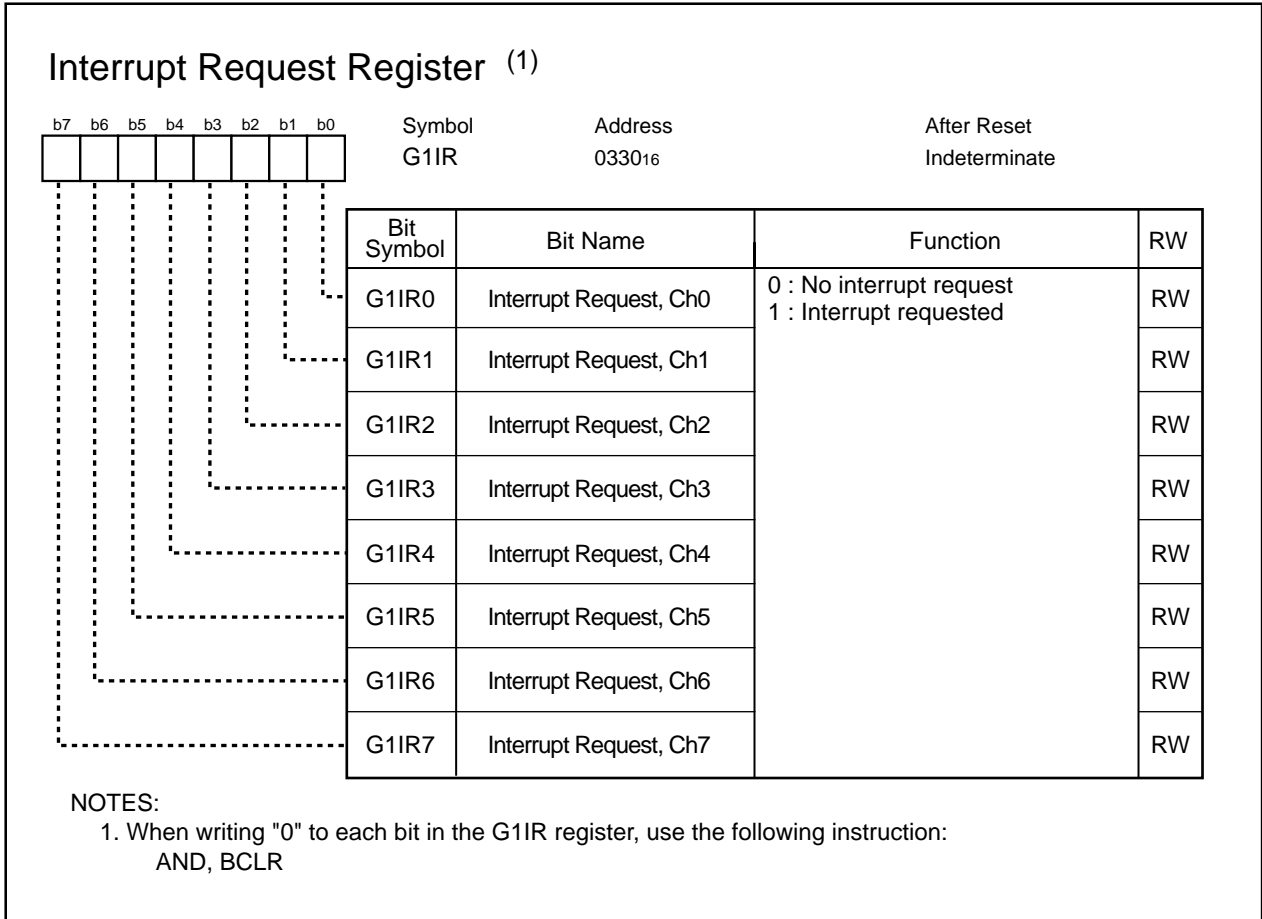 Interrupt Request Register (1)
b7 b6 b5 b4 b3 b2 b1 b0
Symbol Address After Reset
G1IR 033016 Indeterminate
Bit Symbol Bit Name Function RW
G1IR0 Interrupt Request, Ch0 0 : No interrupt request RW
1 : Interrupt requested
G1IR1 Interrupt Request, Ch1 RW
G1IR2 Interrupt Request, Ch2 RW
G1IR3 Interrupt Request, Ch3 RW
G1IR4 Interrupt Request, Ch4 RW
G1IR5 Interrupt Request, Ch5 RW
G1IR6 Interrupt Request, Ch6 RW
G1IR7 Interrupt Request, Ch7 RW
NOTES:
1. When writing "0" to each bit in the G1IR register, use the following instruction:
AND, BCLR